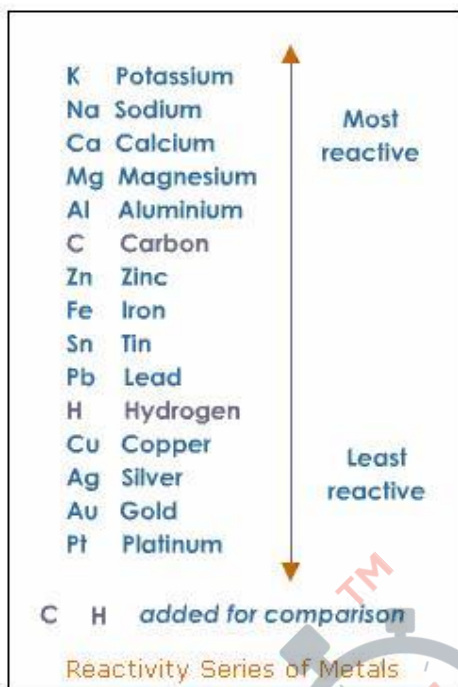 K Potassium
Na Sodium
Ca Calcium
Mg Magnesium
Al Aluminium
C Carbon
Zn Zinc
Fe Iron
Sn Tin
Pb Lead
H Hydrogen
Cu Copper
Ag Silver
Au Gold
Pt Platinum
Most
reactive
Least
reactive
C H added for comparison
Reactivity Series of Metals
TM